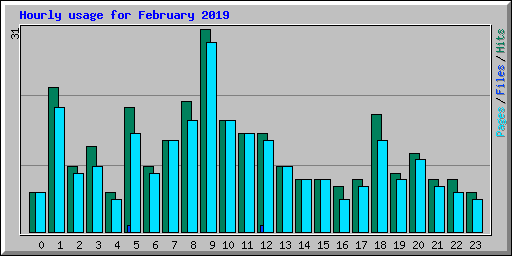 Hourly usage for February 2019
31
Pages/Files/Hits
0 1 2 3 4 5 6 7 8 9 10 11 12 13 14 15 16 17 18 19 20 21 22 23